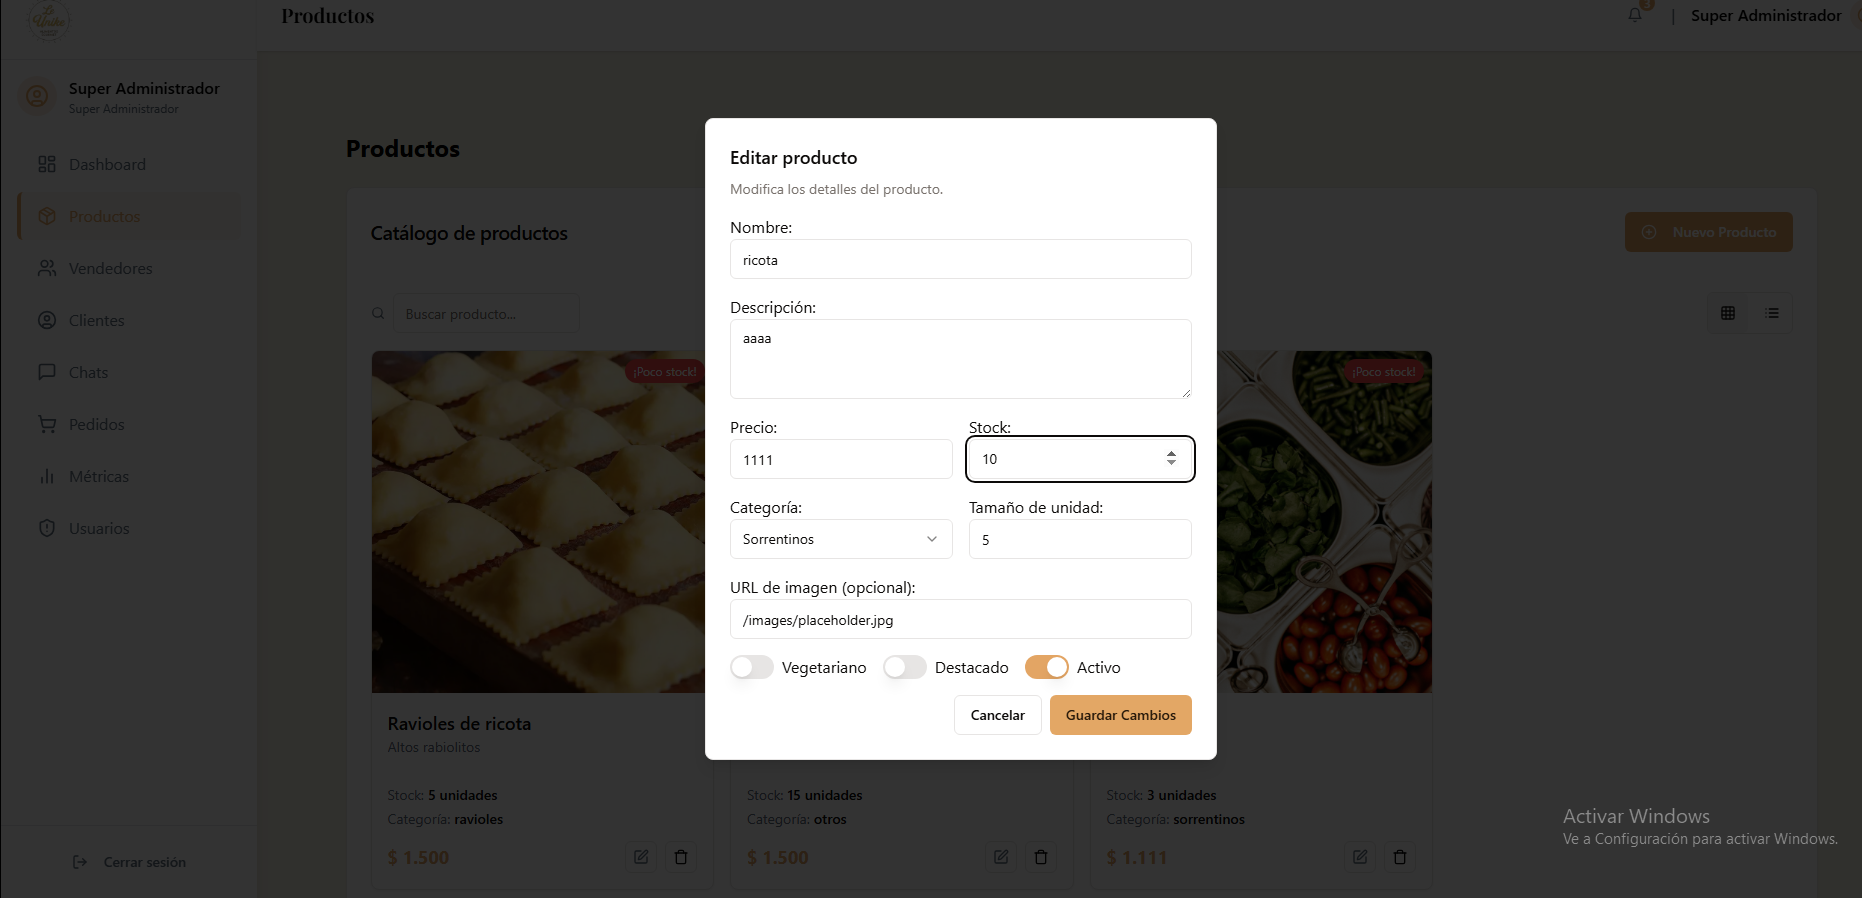 La
Unika
Productos
3
|
Super Administrador
Super Administrador
Super Administrador
Dashboard
Productos
Vendedores
Clientes
Chats
Pedidos
Métricas
Usuarios
Cerrar sesión
Productos
Catálogo de productos
Nuevo Producto
Buscar producto...
¡Poco stock!
Ravioles de ricota
Altos rabiolitos
Stock: 5 unidades
Categoría: ravioles
$ 1.500
Stock: 15 unidades
Categoría: otros
$ 1.500
¡Poco stock!
Stock: 3 unidades
Categoría: sorrentinos
$ 1.111
Editar producto
Modifica los detalles del producto.
Nombre:
ricota
Descripción:
aaaa
Precio:
1111
Stock:
10
Categoría:
Sorrentinos
Tamaño de unidad:
5
URL de imagen (opcional):
/images/placeholder.jpg
Vegetariano
Destacado
Activo
Cancelar
Guardar Cambios
Activar Windows
Ve a Configuración para activar Windows.